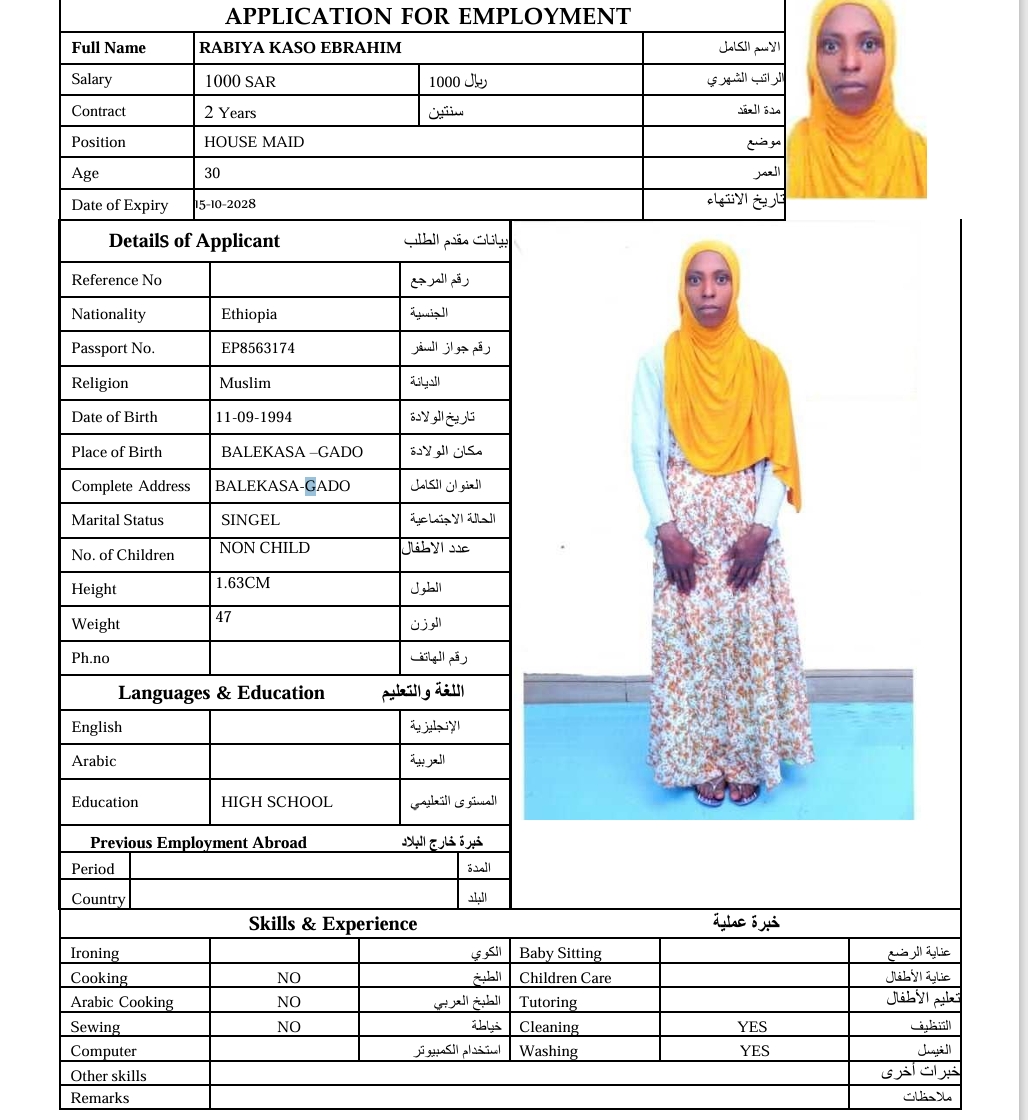 APPLICATION FOR EMPLOYMENT
Full Name RABIYA KASO EBRAHIM الاسم الكامل
Salary 1000 SAR 1000 ريال الراتب الشهري
Contract 2 Years سنتين مدة العقد
Position HOUSE MAID موضع
Age 30 العمر
Date of Expiry 15-10-2028 تاريخ الانتهاء
Details of Applicant بيانات مقدم الطلب
Reference No رقم المرجع
Nationality Ethiopia الجنسية
Passport No. EP8563174 رقم جواز السفر
Religion Muslim الديانة
Date of Birth 11-09-1994 تاريخ الولادة
Place of Birth BALEKASA –GADO مكان الولادة
Complete Address BALEKASA-GADO العنوان الكامل
Marital Status SINGEL الحالة الاجتماعية
No. of Children NON CHILD عدد الاطفال
Height 1.63CM الطول
Weight 47 الوزن
Ph.no رقم الهاتف
Languages & Education اللغة والتعليم
English الإنجليزية
Arabic العربية
Education HIGH SCHOOL المستوى التعليمي
Previous Employment Abroad خبرة خارج البلاد
Period المدة
Country البلد
Skills & Experience خبرة عملية
Ironing الكوي Baby Sitting عناية الرضع
Cooking NO الطبخ Children Care عناية الأطفال
Arabic Cooking NO الطبخ العربي Tutoring تعليم الأطفال
Sewing NO خياطة Cleaning YES التنظيف
Computer استخدام الكمبيوتر Washing YES الغيسل
Other skills خبرات أخرى
Remarks ملاحظات